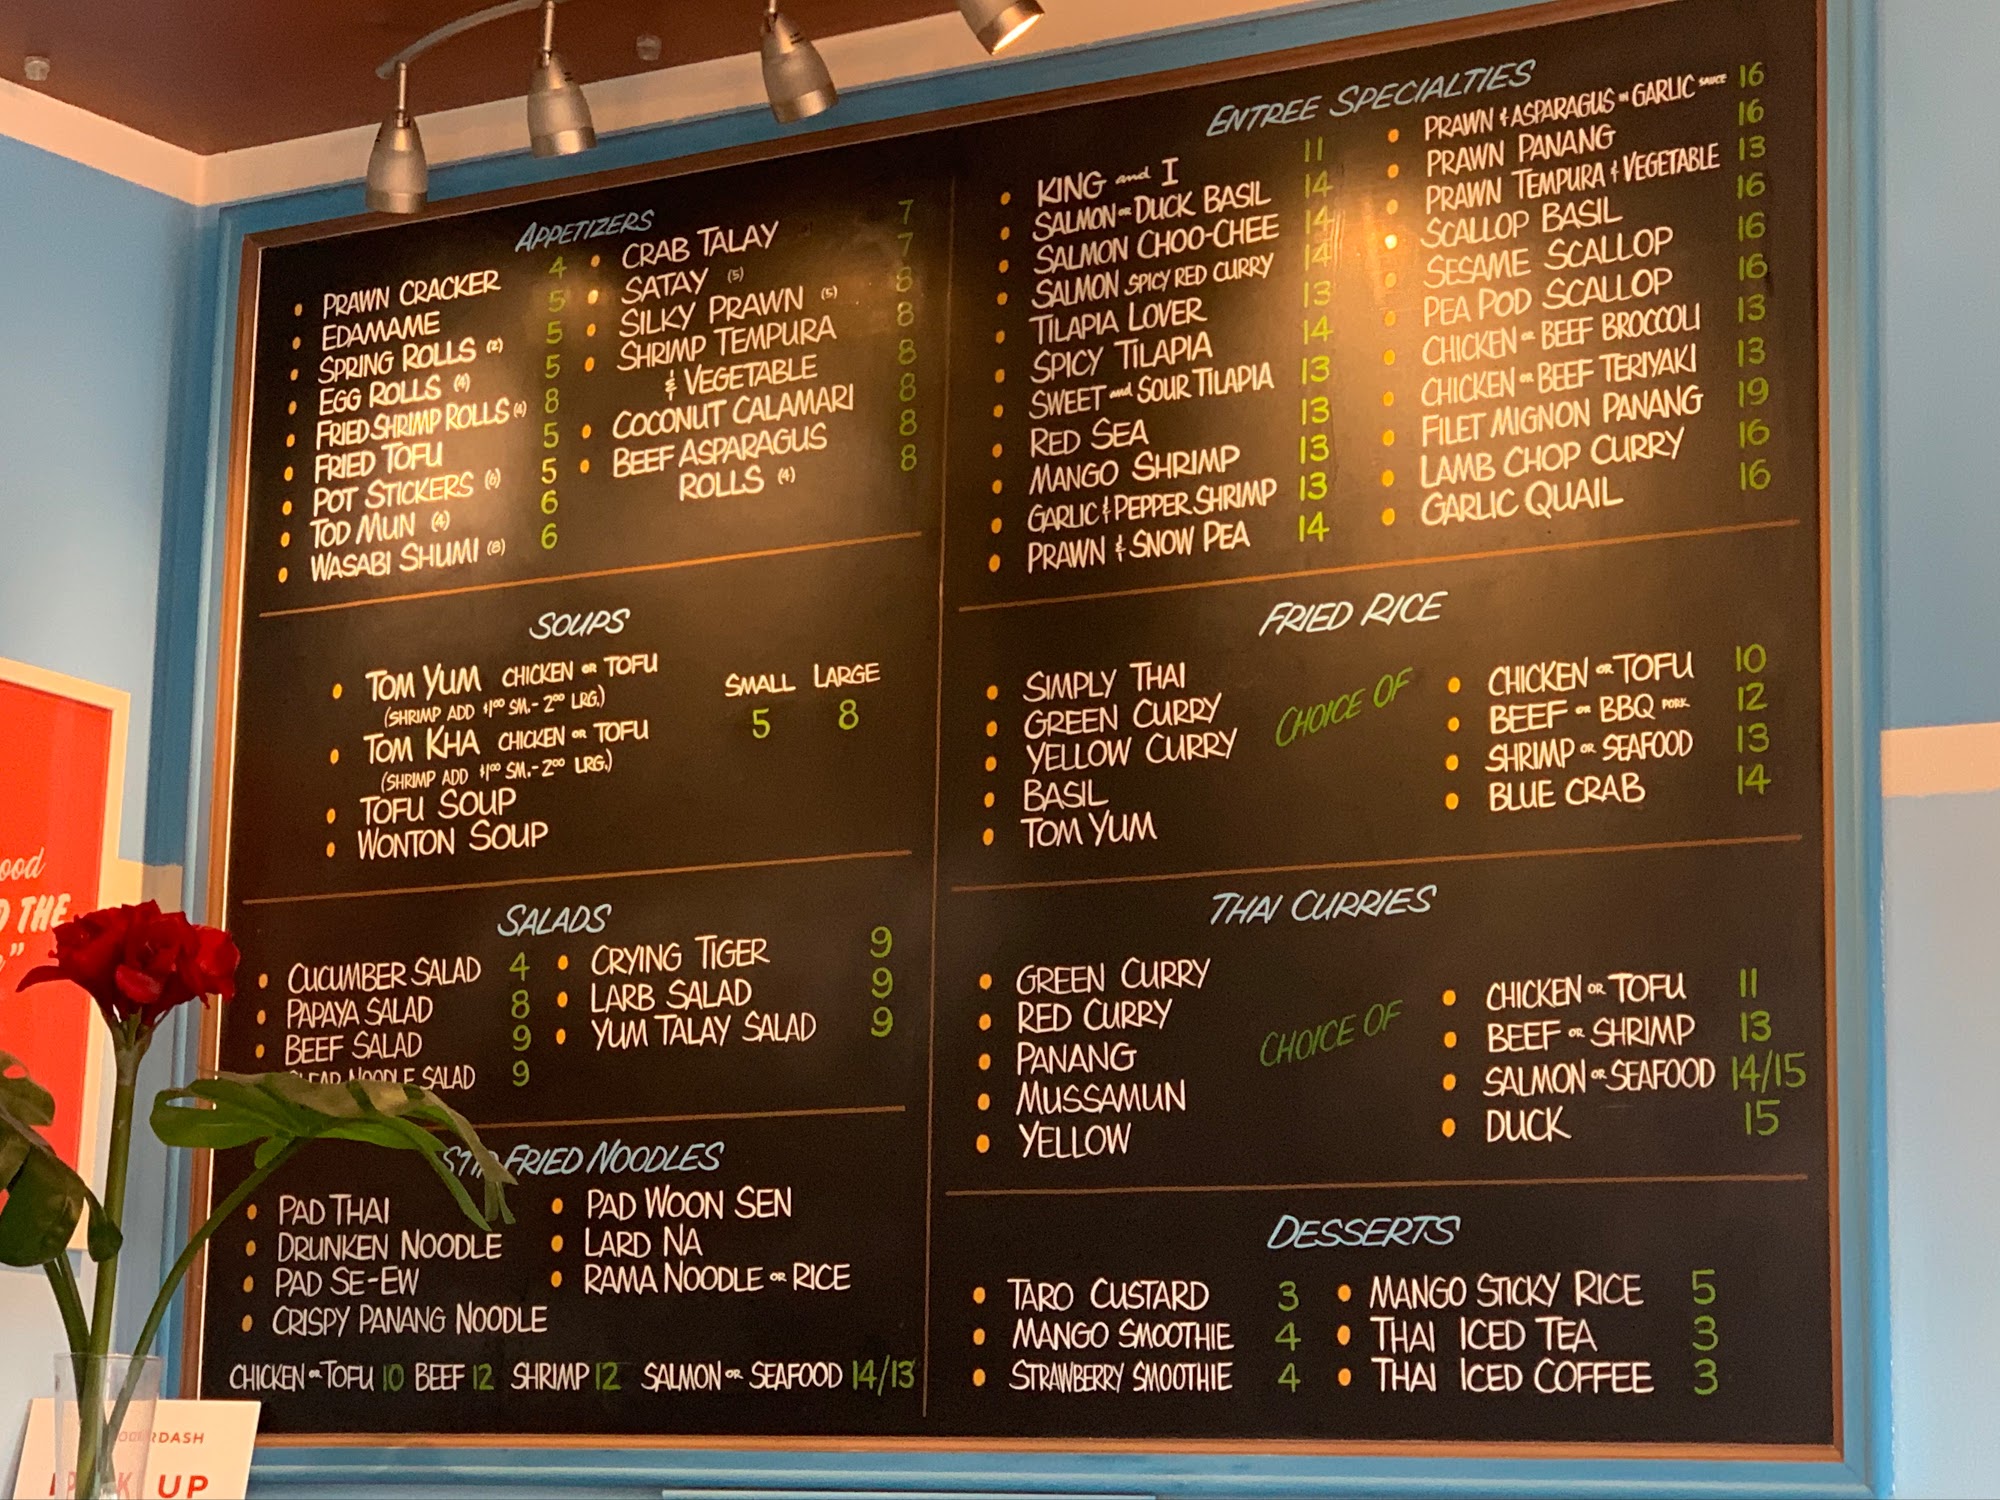 APPETIZERS
PRAWN CRACKER 4
EDAMAME 5
SPRING ROLLS (2) 5
EGG ROLLS (4) 5
FRIED SHRIMP ROLLS (4) 8
FRIED TOFU 5
POT STICKERS (6) 5
TOD MUN (4) 6
WASABI SHUMI (8) 6
CRAB TALAY 7
SATAY (5) 7
SILKY PRAWN (5) 8
SHRIMP TEMPURA 8
& VEGETABLE 8
COCONUT CALAMARI 8
BEEF ASPARAGUS 8
ROLLS (4) 8
SOUPS
SMALL LARGE
5 8
TOM YUM CHICKEN OR TOFU
(SHRIMP ADD $1.00 SM. - 2.00 LRG.)
TOM KHA CHICKEN OR TOFU
(SHRIMP ADD $1.00 SM. - 2.00 LRG.)
TOFU SOUP
WONTON SOUP
SALADS
CUCUMBER SALAD 4
PAPAYA SALAD 8
BEEF SALAD 9
NOODLE SALAD 9
CRYING TIGER 9
LARB SALAD 9
YUM TALAY SALAD 9
STIR FRIED NOODLES
PAD THAI
DRUNKEN NOODLE
PAD SE-EW
CRISPY PANANG NOODLE
PAD WOON SEN
LARD NA
RAMA NOODLE OR RICE
CHICKEN OR TOFU 10 BEEF 12 SHRIMP 12 SALMON OR SEAFOOD 14/13
ENTREE SPECIALTIES
KING and I 11
SALMON OR DUCK BASIL 14
SALMON CHOO-CHEE 14
SALMON SPICY RED CURRY 14
TILAPIA LOVER 13
SPICY TILAPIA 14
SWEET and SOUR TILAPIA 13
RED SEA 13
MANGO SHRIMP 13
GARLIC & PEPPER SHRIMP 13
PRAWN & SNOW PEA 14
PRAWN & ASPARAGUS IN GARLIC SAUCE 16
PRAWN PANANG 16
PRAWN TEMPURA & VEGETABLE 13
SCALLOP BASIL 16
SESAME SCALLOP 16
PEA POD SCALLOP 16
CHICKEN OR BEEF BROCCOLI 13
CHICKEN OR BEEF TERIYAKI 13
FILET MIGNON PANANG 19
LAMB CHOP CURRY 16
GARLIC QUAIL 16
FRIED RICE
SIMPLY THAI
GREEN CURRY
YELLOW CURRY
BASIL
TOM YUM
CHOICE OF
CHICKEN OR TOFU 10
BEEF OR BBQ PORK 12
SHRIMP OR SEAFOOD 13
BLUE CRAB 14
THAI CURRIES
GREEN CURRY
RED CURRY
PANANG
MUSSAMUN
YELLOW
CHOICE OF
CHICKEN OR TOFU 11
BEEF OR SHRIMP 13
SALMON OR SEAFOOD 14/15
DUCK 15
DESSERTS
TARO CUSTARD 3
MANGO SMOOTHIE 4
STRAWBERRY SMOOTHIE 4
MANGO STICKY RICE 5
THAI ICED TEA 3
THAI ICED COFFEE 3
THE
UP